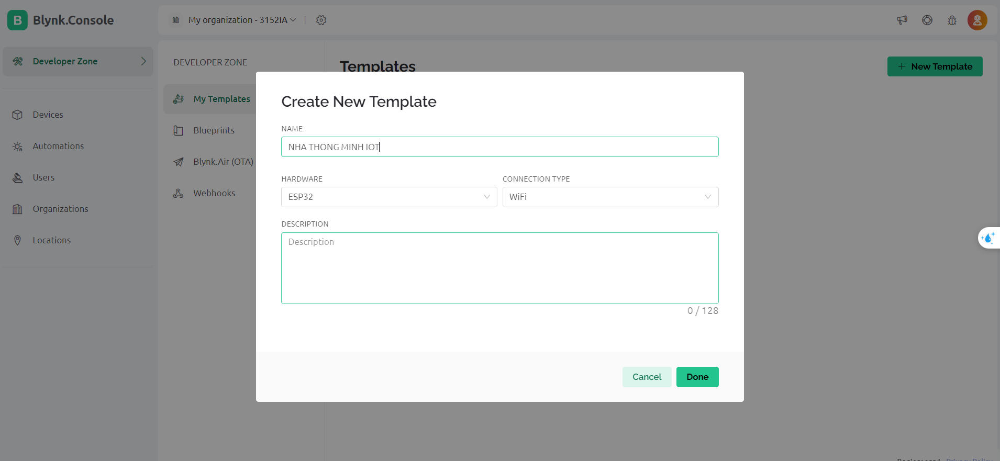 B Blynk.Console
My organization - 3152IA
Developer Zone
Devices
Automations
Users
Organizations
Locations
DEVELOPER ZONE
My Templates
Blueprints
Blynk.Air (OTA)
Webhooks
Templates
New Template
Create New Template
NAME
NHA THONG MINH IOT
HARDWARE
CONNECTION TYPE
ESP32
WiFi
DESCRIPTION
Description
0 / 128
Cancel
Done
Privacy Policy